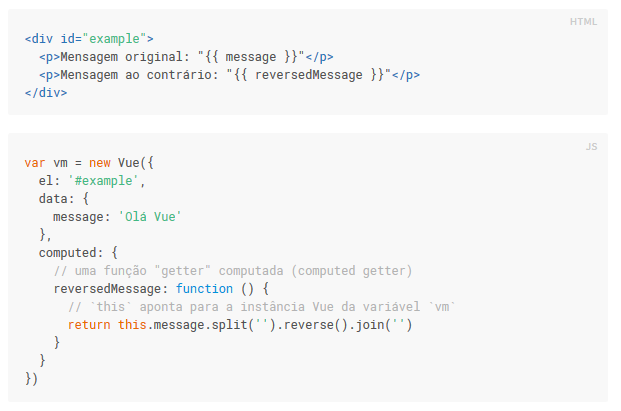 HTML
<div id="example">
  <p>Mensagem original: "{{ message }}"</p>
  <p>Mensagem ao contrário: "{{ reversedMessage }}"</p>
</div>
JS
var vm = new Vue({
  el: '#example',
  data: {
    message: 'Olá Vue'
  },
  computed: {
    // uma função "getter" computada (computed getter)
    reversedMessage: function () {
      // `this` aponta para a instância Vue da variável `vm`
      return this.message.split('').reverse().join('')
    }
  }
})